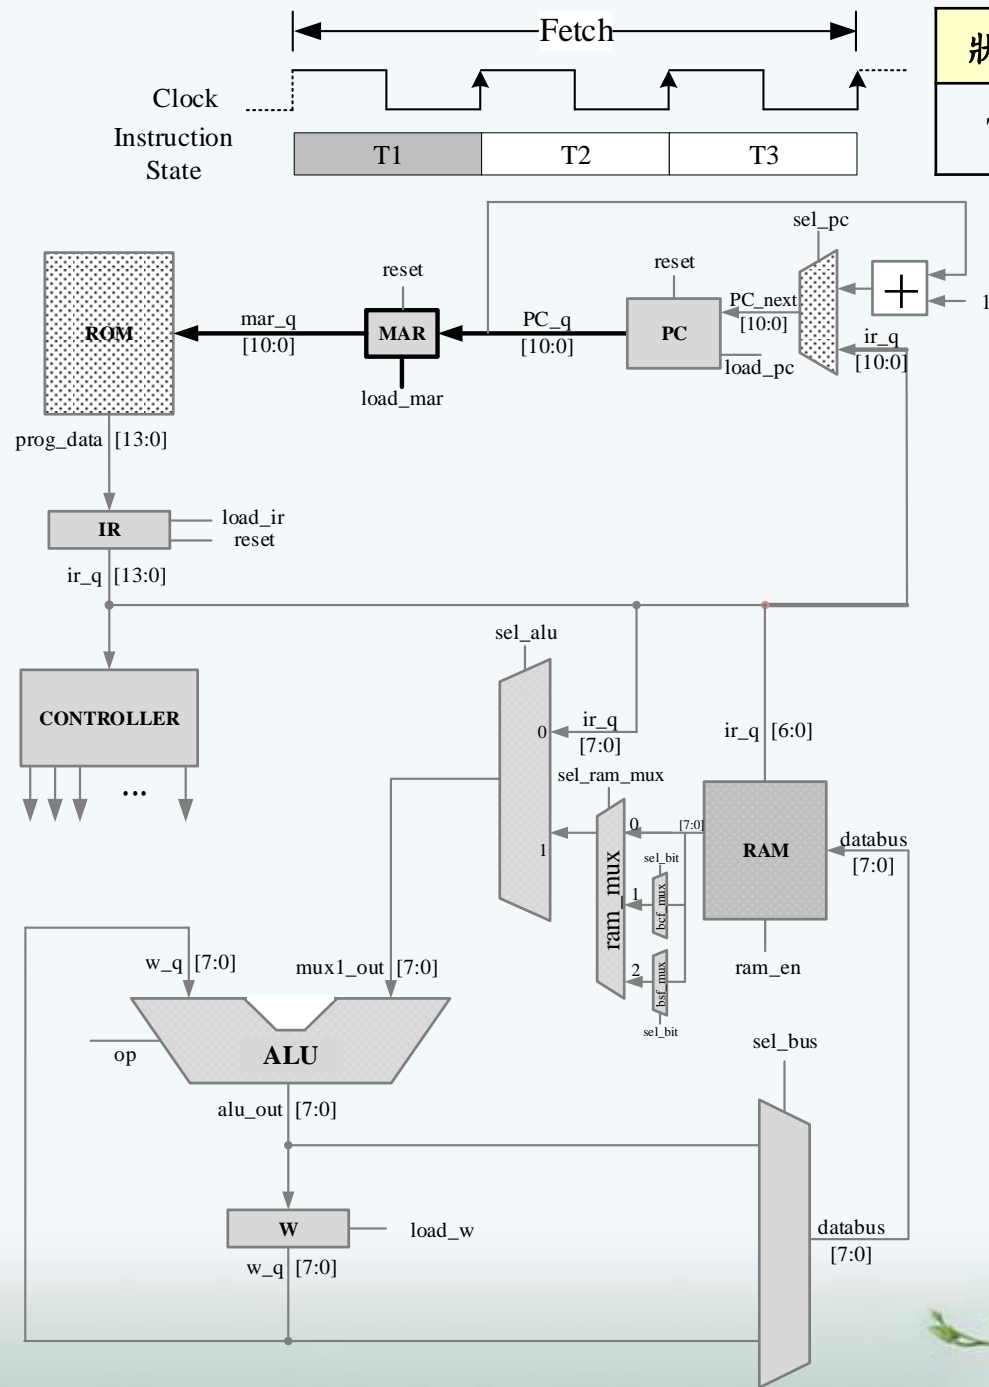 Fetch
Clock
Instruction
State
T1
T2
T3
sel_pc
reset
reset
ROM
mar_q
[10:0]
MAR
load_mar
PC_q
[10:0]
PC
PC_next
[10:0]
load_pc
+
1
ir_q
[10:0]
prog_data [13:0]
IR
load_ir
reset
ir_q [13:0]
CONTROLLER
...
sel_alu
0
ir_q
[7:0]
1
sel_ram_mux
ram_mux
0
[7:0]
1
bcf_mux
sel_bit
2
bsf_mux
sel_bit
ir_q [6:0]
RAM
databus
[7:0]
ram_en
w_q [7:0]
mux1_out [7:0]
ALU
op
alu_out [7:0]
sel_bus
W
load_w
w_q [7:0]
databus
[7:0]